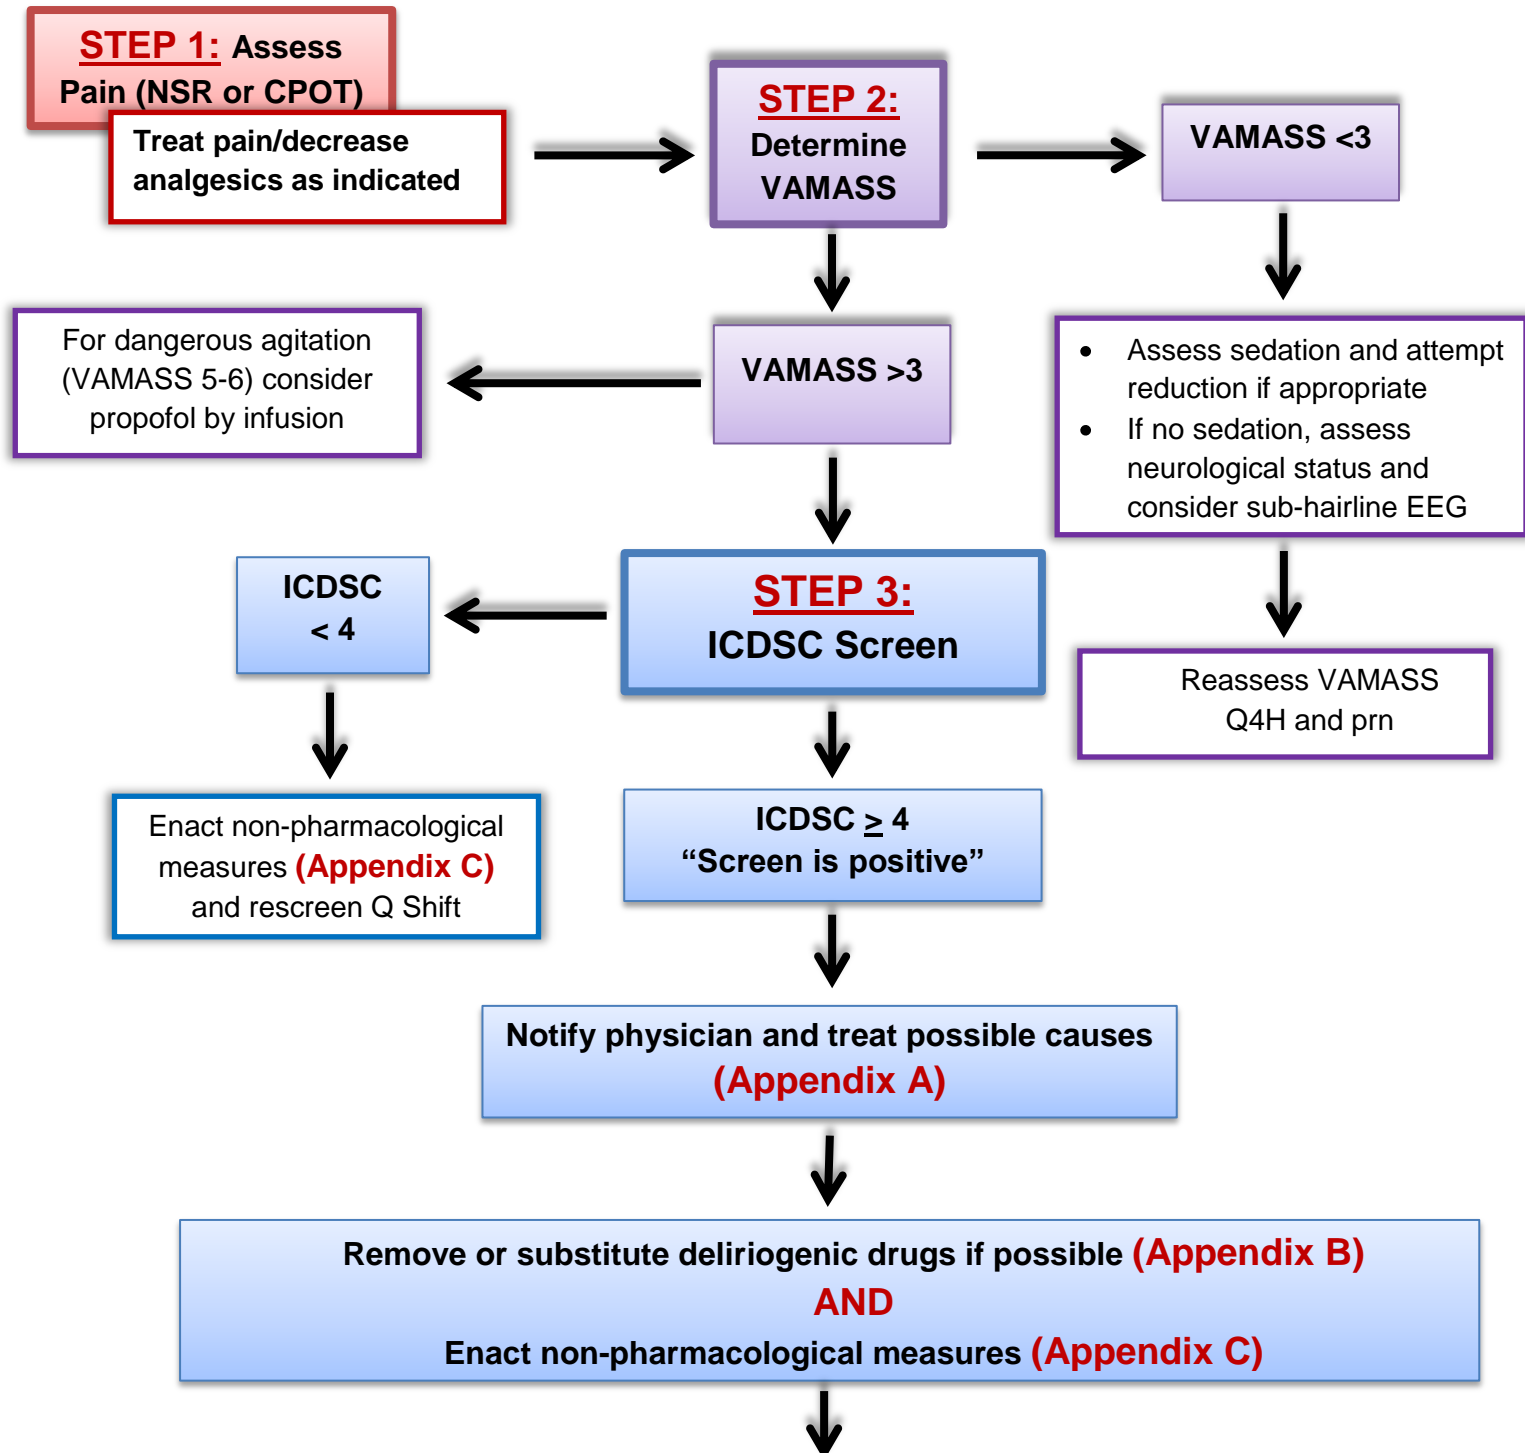 STEP 1: Assess
Pain (NSR or CPOT)
Treat pain/decrease
analgesics as indicated
STEP 2:
Determine
VAMASS
VAMASS <3
For dangerous agitation
(VAMASS 5-6) consider
propofol by infusion
VAMASS >3
• Assess sedation and attempt
reduction if appropriate
• If no sedation, assess
neurological status and
consider sub-hairline EEG
ICDSC
< 4
STEP 3:
ICDSC Screen
Reassess VAMASS
Q4H and prn
Enact non-pharmacological
measures (Appendix C)
and rescreen Q Shift
ICDSC ≥ 4
“Screen is positive”
Notify physician and treat possible causes
(Appendix A)
Remove or substitute deliriogenic drugs if possible (Appendix B)
AND
Enact non-pharmacological measures (Appendix C)